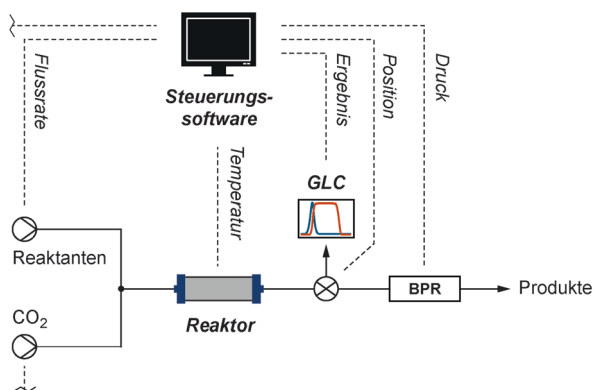 Steuerungs-
software
Flussrate
Temperatur
Ergebnis
Position
Druck
GLC
Reaktanten
CO₂
Reaktor
BPR
Produkte